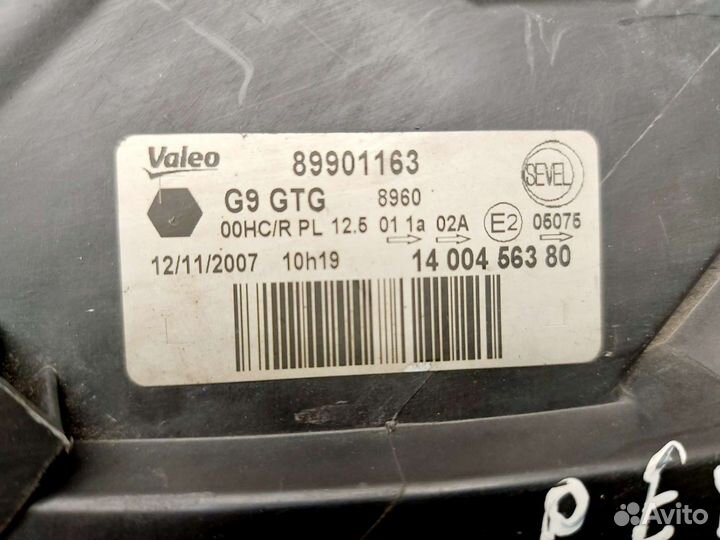 Valeo 89901163
SEVEL
G9 GTG 8960
00HC/R PL 12.5 01 1a 02A E2 05075
12/11/2007 10h19 14 004 563 80
Avito